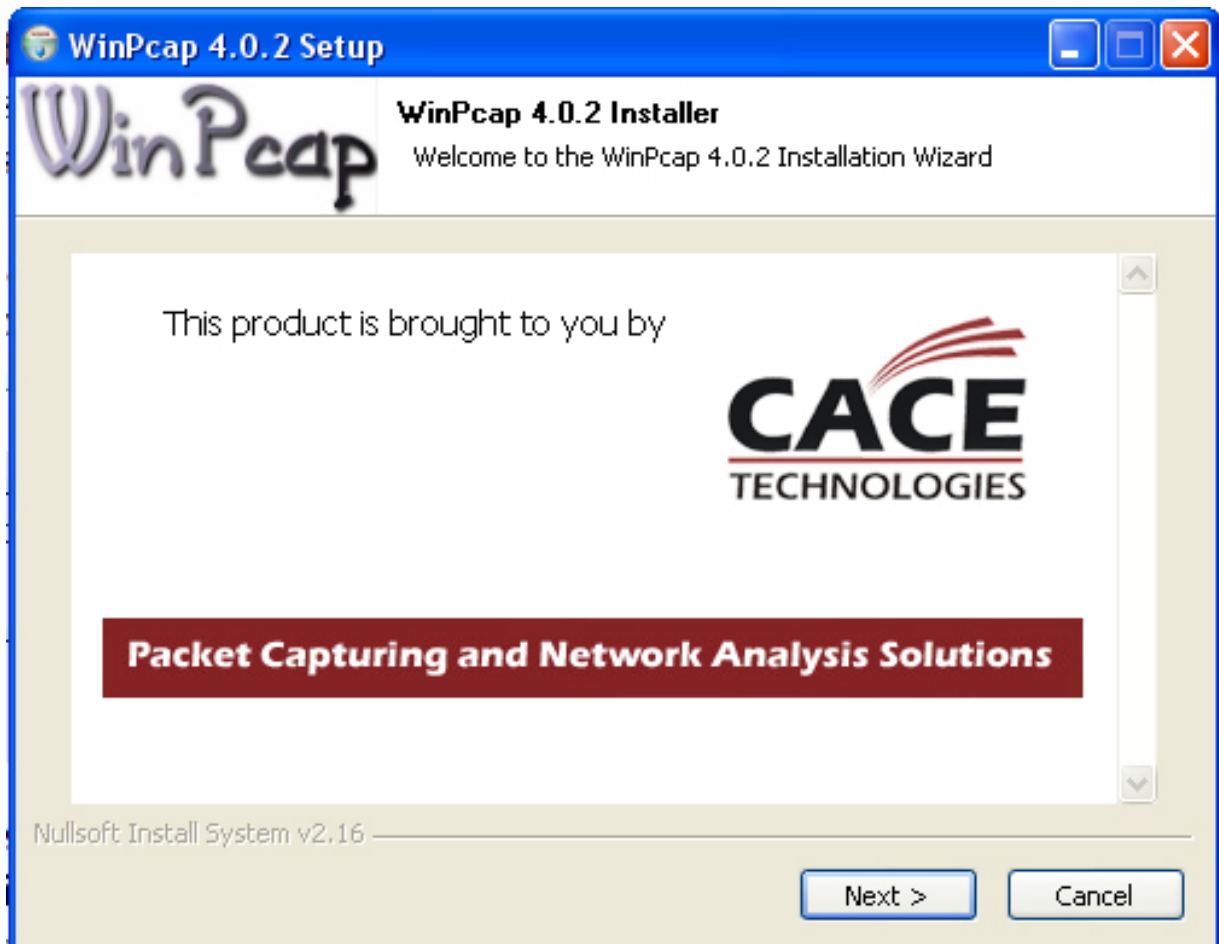 WinPcap 4.0.2 Setup
WinPcap
WinPcap 4.0.2 Installer
Welcome to the WinPcap 4.0.2 Installation Wizard
This product is brought to you by
CACE
TECHNOLOGIES
Packet Capturing and Network Analysis Solutions
Nullsoft Install System v2.16
Next >
Cancel